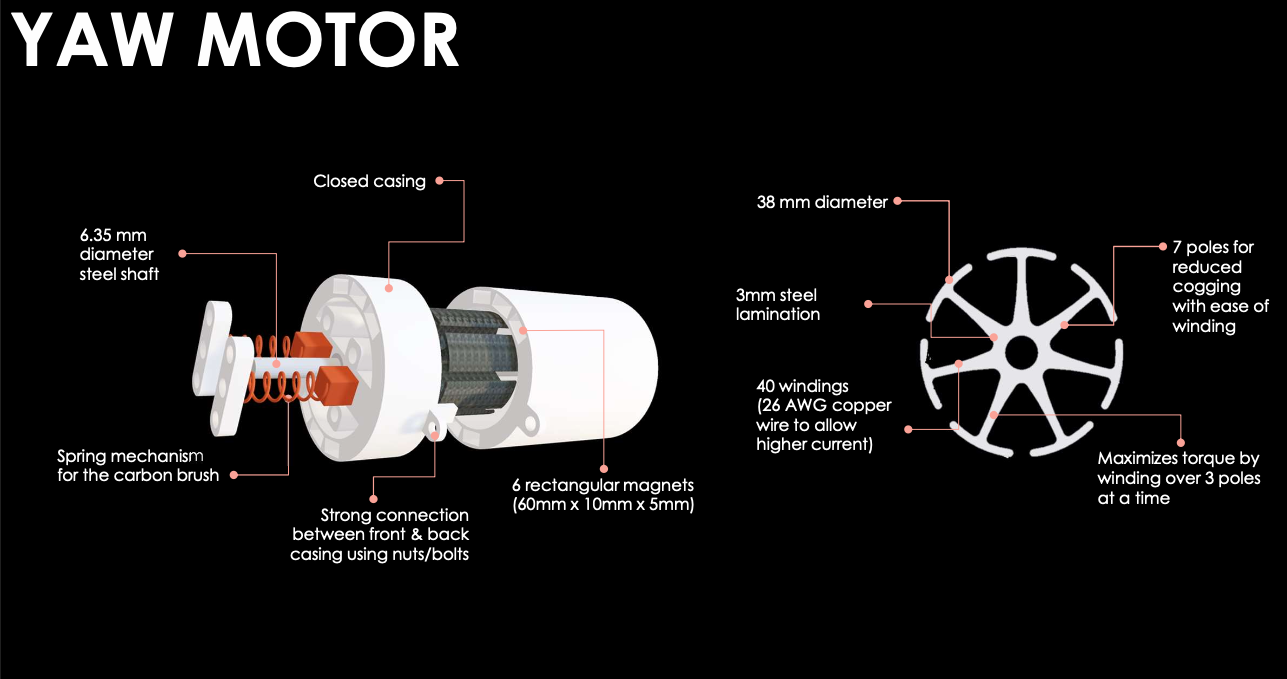 YAW MOTOR
Closed casing
6.35 mm
diameter
steel shaft
Spring mechanism
for the carbon brush
Strong connection
between front & back
casing using nuts/bolts
6 rectangular magnets
(60mm x 10mm x 5mm)
38 mm diameter
3mm steel
lamination
40 windings
(26 AWG copper
wire to allow
higher current)
7 poles for
reduced
cogging
with ease of
winding
Maximizes torque by
winding over 3 poles
at a time